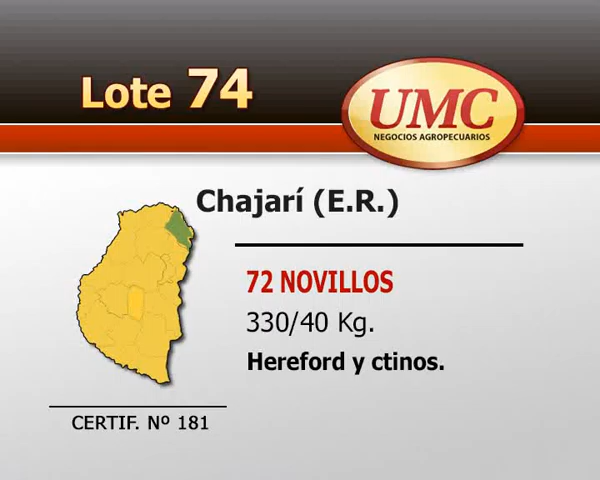 Lote 74
UMC
NEGOCIOS AGROPECUARIOS
Chajarí (E.R.)
72 NOVILLOS
330/40 Kg.
Hereford y ctinos.
CERTIF. Nº 181